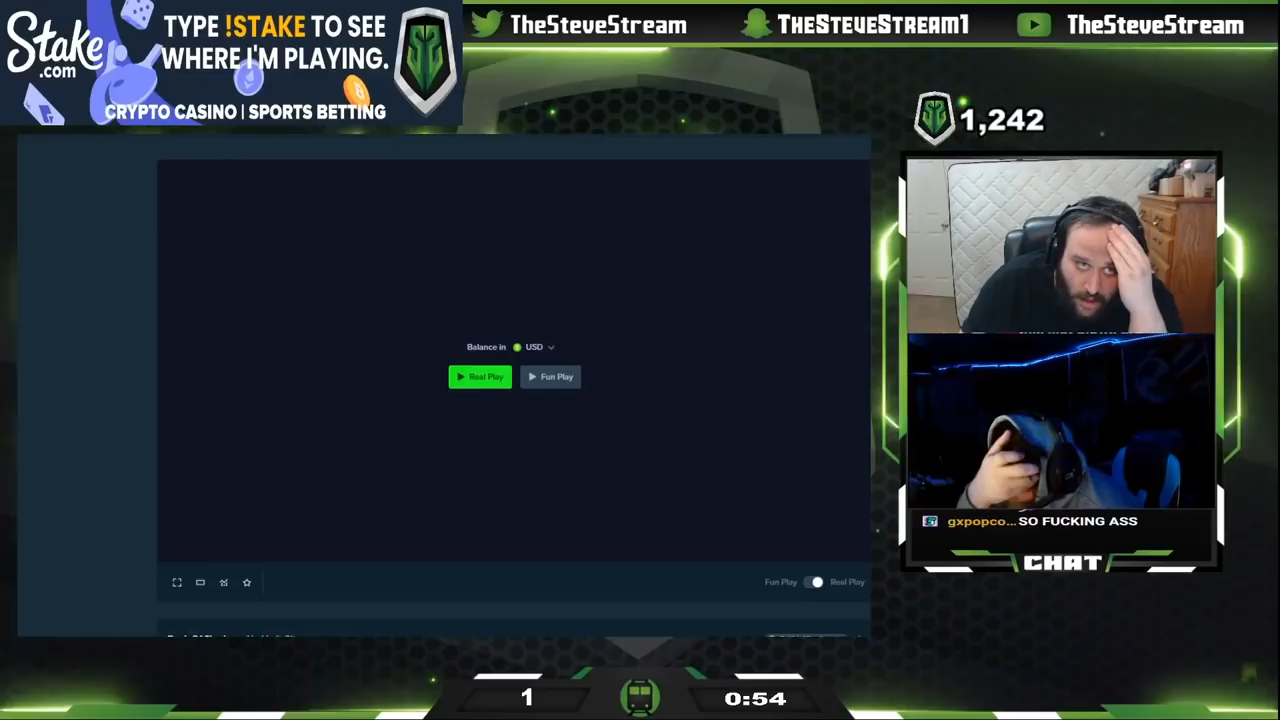 Stake
.com
TYPE !STAKE TO SEE
WHERE I'M PLAYING.
CRYPTO CASINO | SPORTS BETTING
TheSteveStream
THESTEVESTREAM1
TheSteveStream
1,242
Balance in USD
Real Play
Fun Play
Fun Play
Real Play
gxpopco... SO FUCKING ASS
CHAT
1
0:54